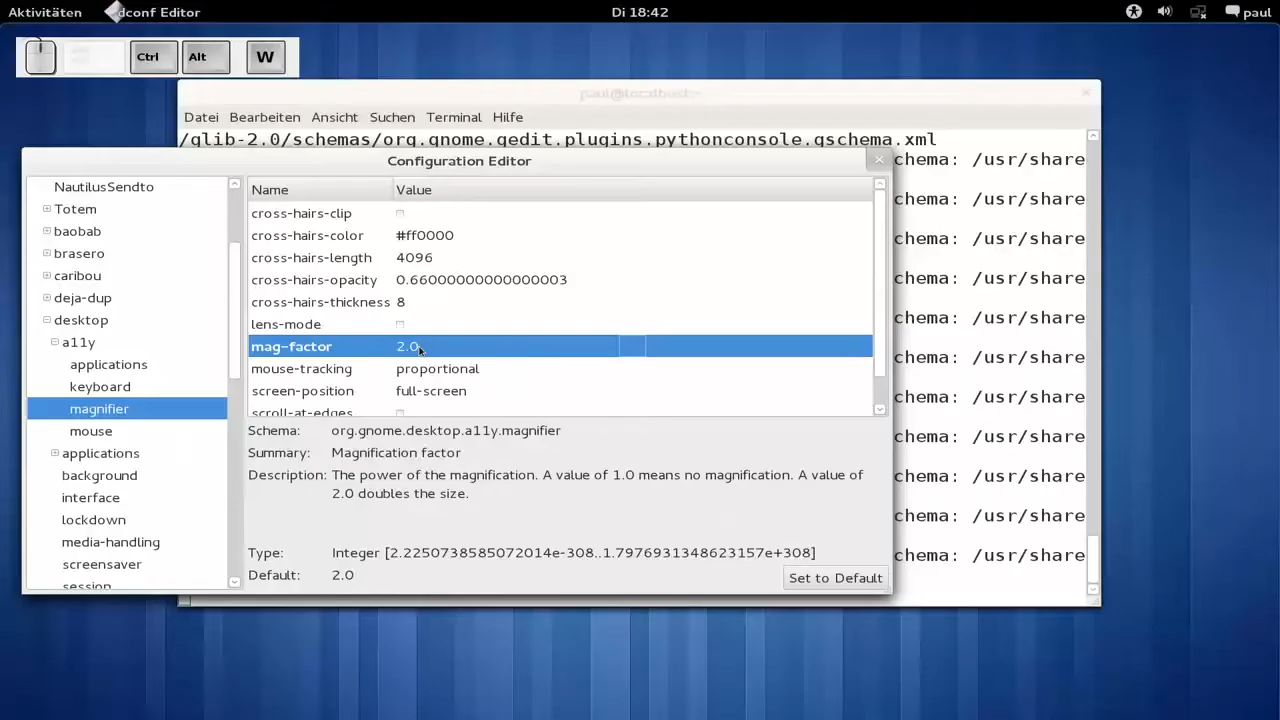 Aktivitäten dconf Editor Di 18:42 paul
Ctrl Alt W
paul@localhost:~
Datei Bearbeiten Ansicht Suchen Terminal Hilfe
/glib-2.0/schemas/org.gnome.gedit.plugins.pythonconsole.gschema.xml
chema: /usr/share
chema: /usr/share
chema: /usr/share
chema: /usr/share
chema: /usr/share
chema: /usr/share
chema: /usr/share
chema: /usr/share
chema: /usr/share
chema: /usr/share
chema: /usr/share
Configuration Editor
NautilusSendto
Totem
baobab
brasero
caribou
deja-dup
desktop
a11y
applications
keyboard
magnifier
mouse
applications
background
interface
lockdown
media-handling
screensaver
session
Name Value
cross-hairs-clip
cross-hairs-color #ff0000
cross-hairs-length 4096
cross-hairs-opacity 0.66000000000000003
cross-hairs-thickness 8
lens-mode
mag-factor 2.0
mouse-tracking proportional
screen-position full-screen
scroll-at-edges
Schema: org.gnome.desktop.a11y.magnifier
Summary: Magnification factor
Description: The power of the magnification. A value of 1.0 means no magnification. A value of
2.0 doubles the size.
Type: Integer [2.2250738585072014e-308..1.7976931348623157e+308]
Default: 2.0
Set to Default